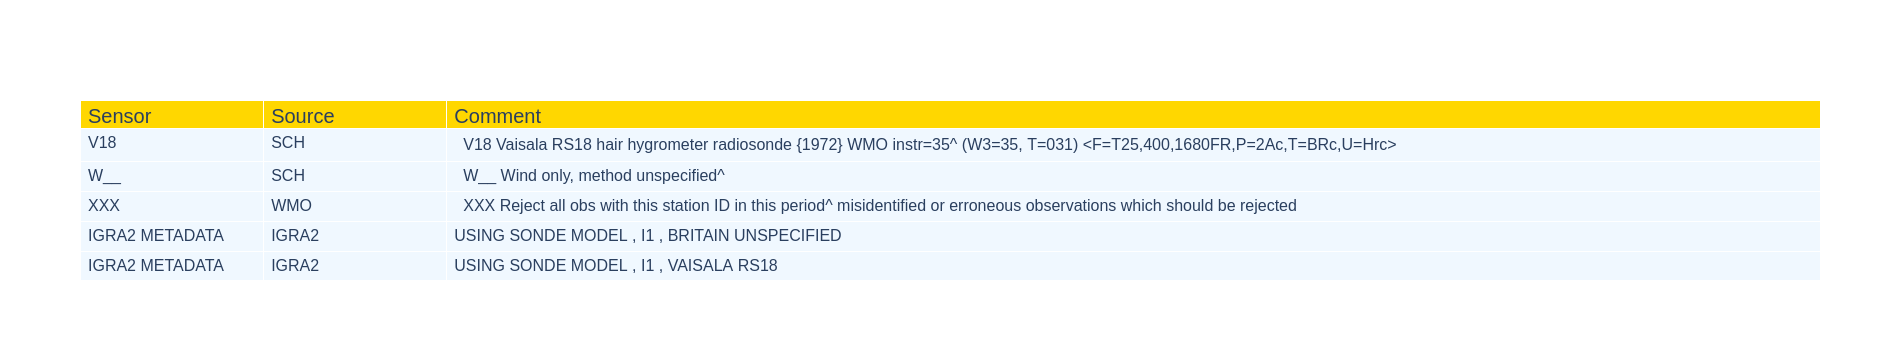 Sensor Source Comment
V18 SCH V18 Vaisala RS18 hair hygrometer radiosonde {1972} WMO instr=35^ (W3=35, T=031) <F=T25,400,1680FR,P=2Ac,T=BRc,U=Hrc>
W__ SCH W__ Wind only, method unspecified^
XXX WMO XXX Reject all obs with this station ID in this period^ misidentified or erroneous observations which should be rejected
IGRA2 METADATA IGRA2 USING SONDE MODEL , I1 , BRITAIN UNSPECIFIED
IGRA2 METADATA IGRA2 USING SONDE MODEL , I1 , VAISALA RS18